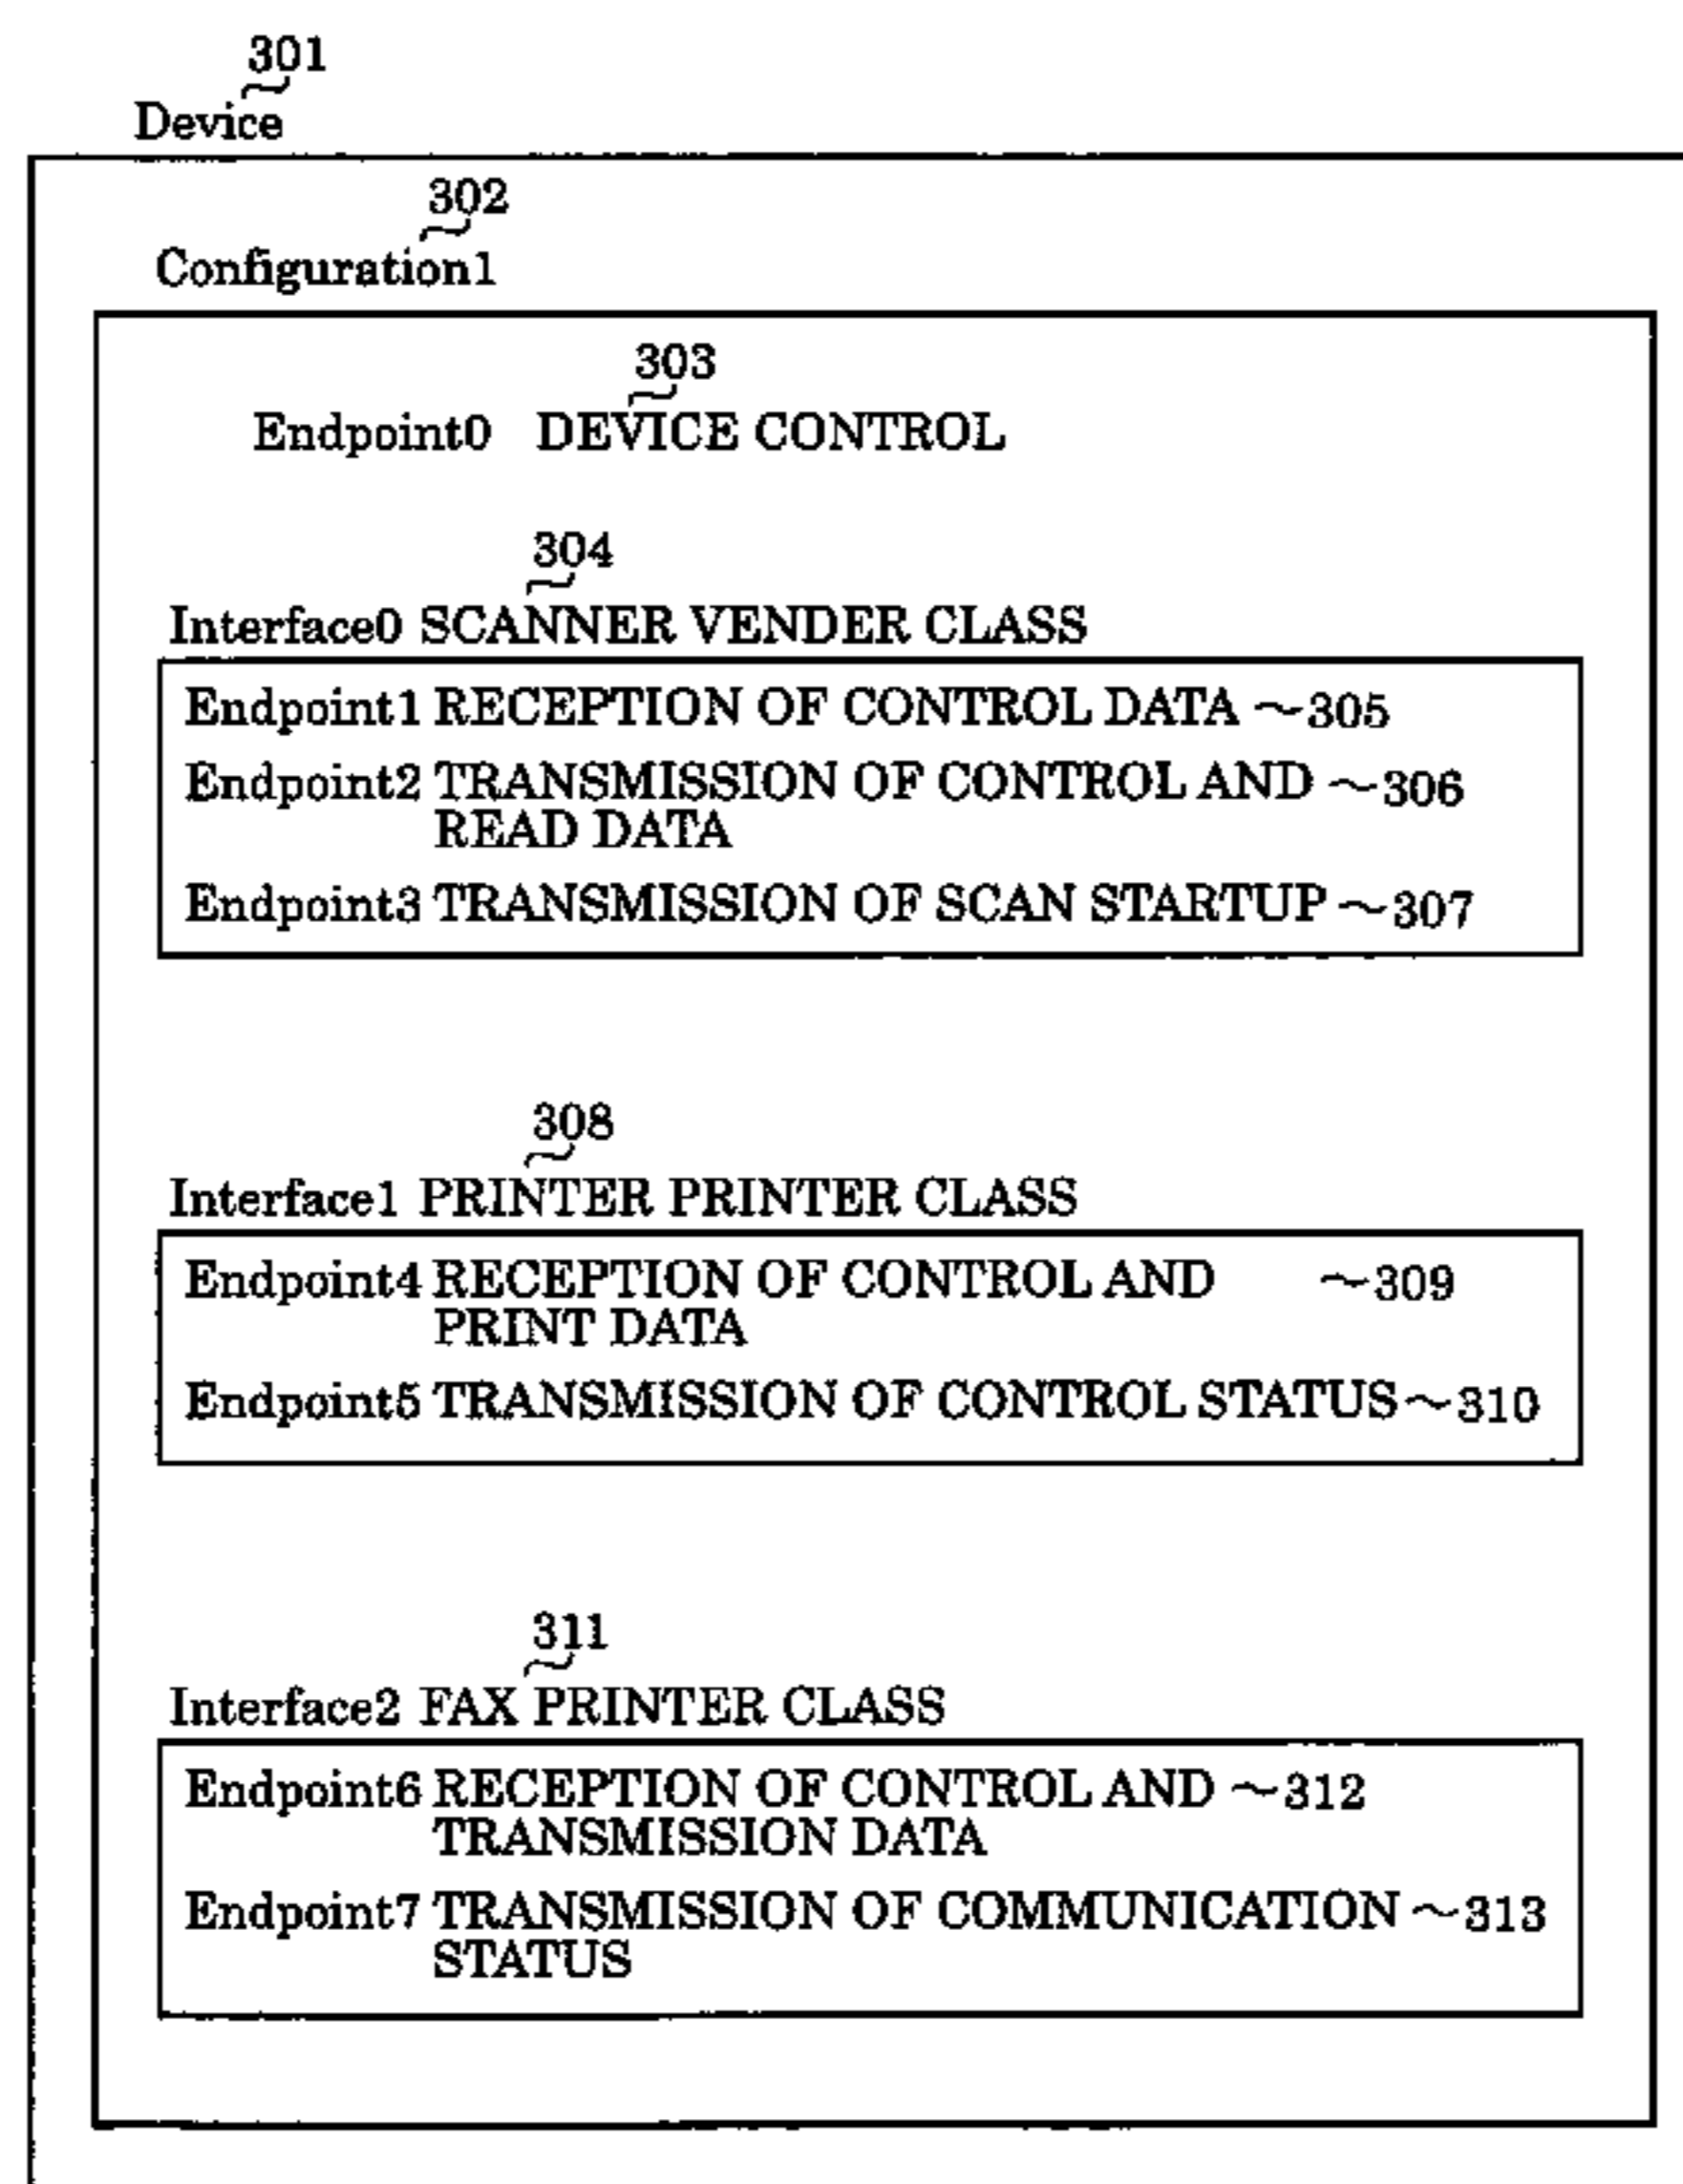 301
Device
302
Configuration1
303
Endpoint0 DEVICE CONTROL
304
Interface0 SCANNER VENDER CLASS
Endpoint1 RECEPTION OF CONTROL DATA ~305
Endpoint2 TRANSMISSION OF CONTROL AND ~306
READ DATA
Endpoint3 TRANSMISSION OF SCAN STARTUP ~307
308
Interface1 PRINTER PRINTER CLASS
Endpoint4 RECEPTION OF CONTROL AND ~309
PRINT DATA
Endpoint5 TRANSMISSION OF CONTROL STATUS ~310
311
Interface2 FAX PRINTER CLASS
Endpoint6 RECEPTION OF CONTROL AND ~312
TRANSMISSION DATA
Endpoint7 TRANSMISSION OF COMMUNICATION ~313
STATUS